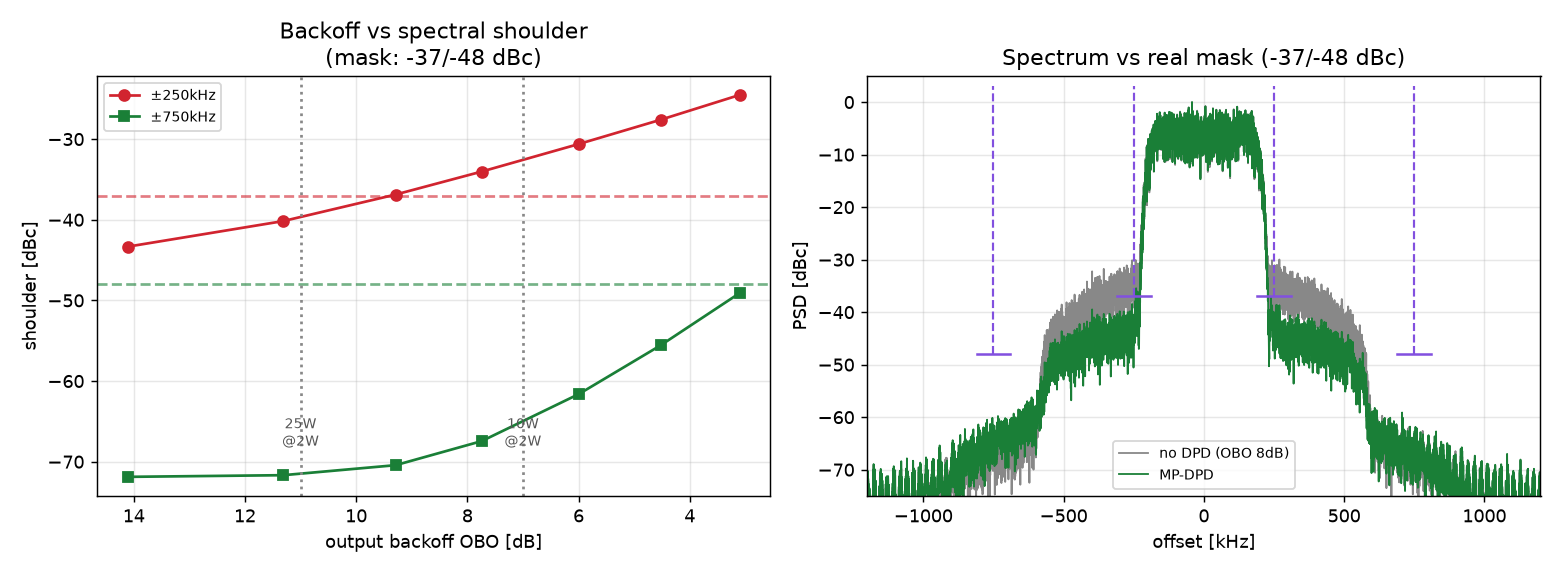 Backoff vs spectral shoulder
(mask: -37/-48 dBc)
±250kHz
±750kHz
shoulder [dBc]
−30
−40
−50
−60
−70
25W
@2W
10W
@2W
14
12
10
8
6
4
output backoff OBO [dB]
Spectrum vs real mask (-37/-48 dBc)
PSD [dBc]
0
−10
−20
−30
−40
−50
−60
−70
no DPD (OBO 8dB)
MP-DPD
−1000
−500
0
500
1000
offset [kHz]